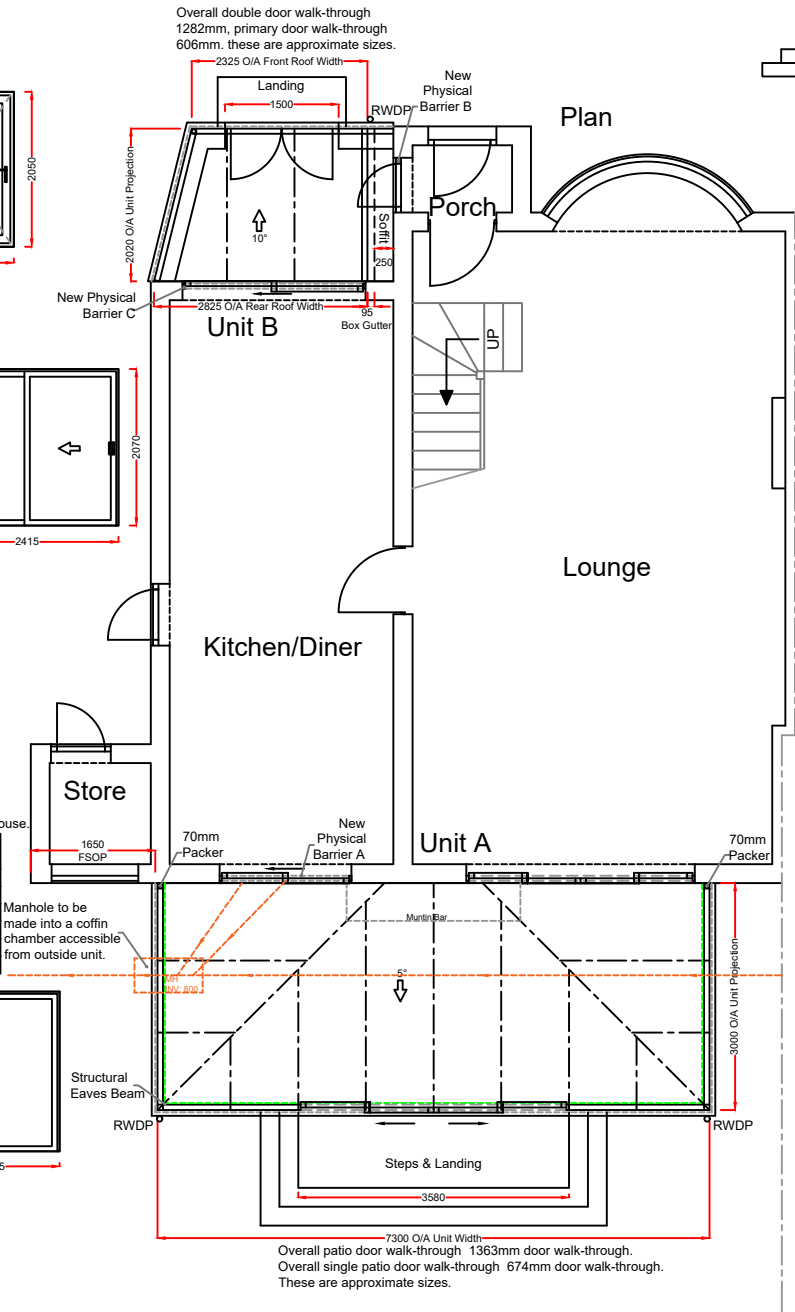 Overall double door walk-through
1282mm, primary door walk-through
606mm. these are approximate sizes.
2325 O/A Front Roof Width
Landing
1500
RWDP
New
Physical
Barrier B
Plan
2050
2020 O/A Unit Projection
10°
Soffit
250
Porch
New Physical
Barrier C
2825 O/A Rear Roof Width
95
Box Gutter
Unit B
UP
2070
2415
Lounge
Kitchen/Diner
Store
ouse.
1650
FSOP
70mm
Packer
New
Physical
Barrier A
Unit A
70mm
Packer
Manhole to be
made into a coffin
chamber accessible
from outside unit.
Muntin Bar
MH
INV: 800
5°
3000 O/A Unit Projection
Structural
Eaves Beam
RWDP
RWDP
Steps & Landing
3580
5
7300 O/A Unit Width
Overall patio door walk-through 1363mm door walk-through.
Overall single patio door walk-through 674mm door walk-through.
These are approximate sizes.